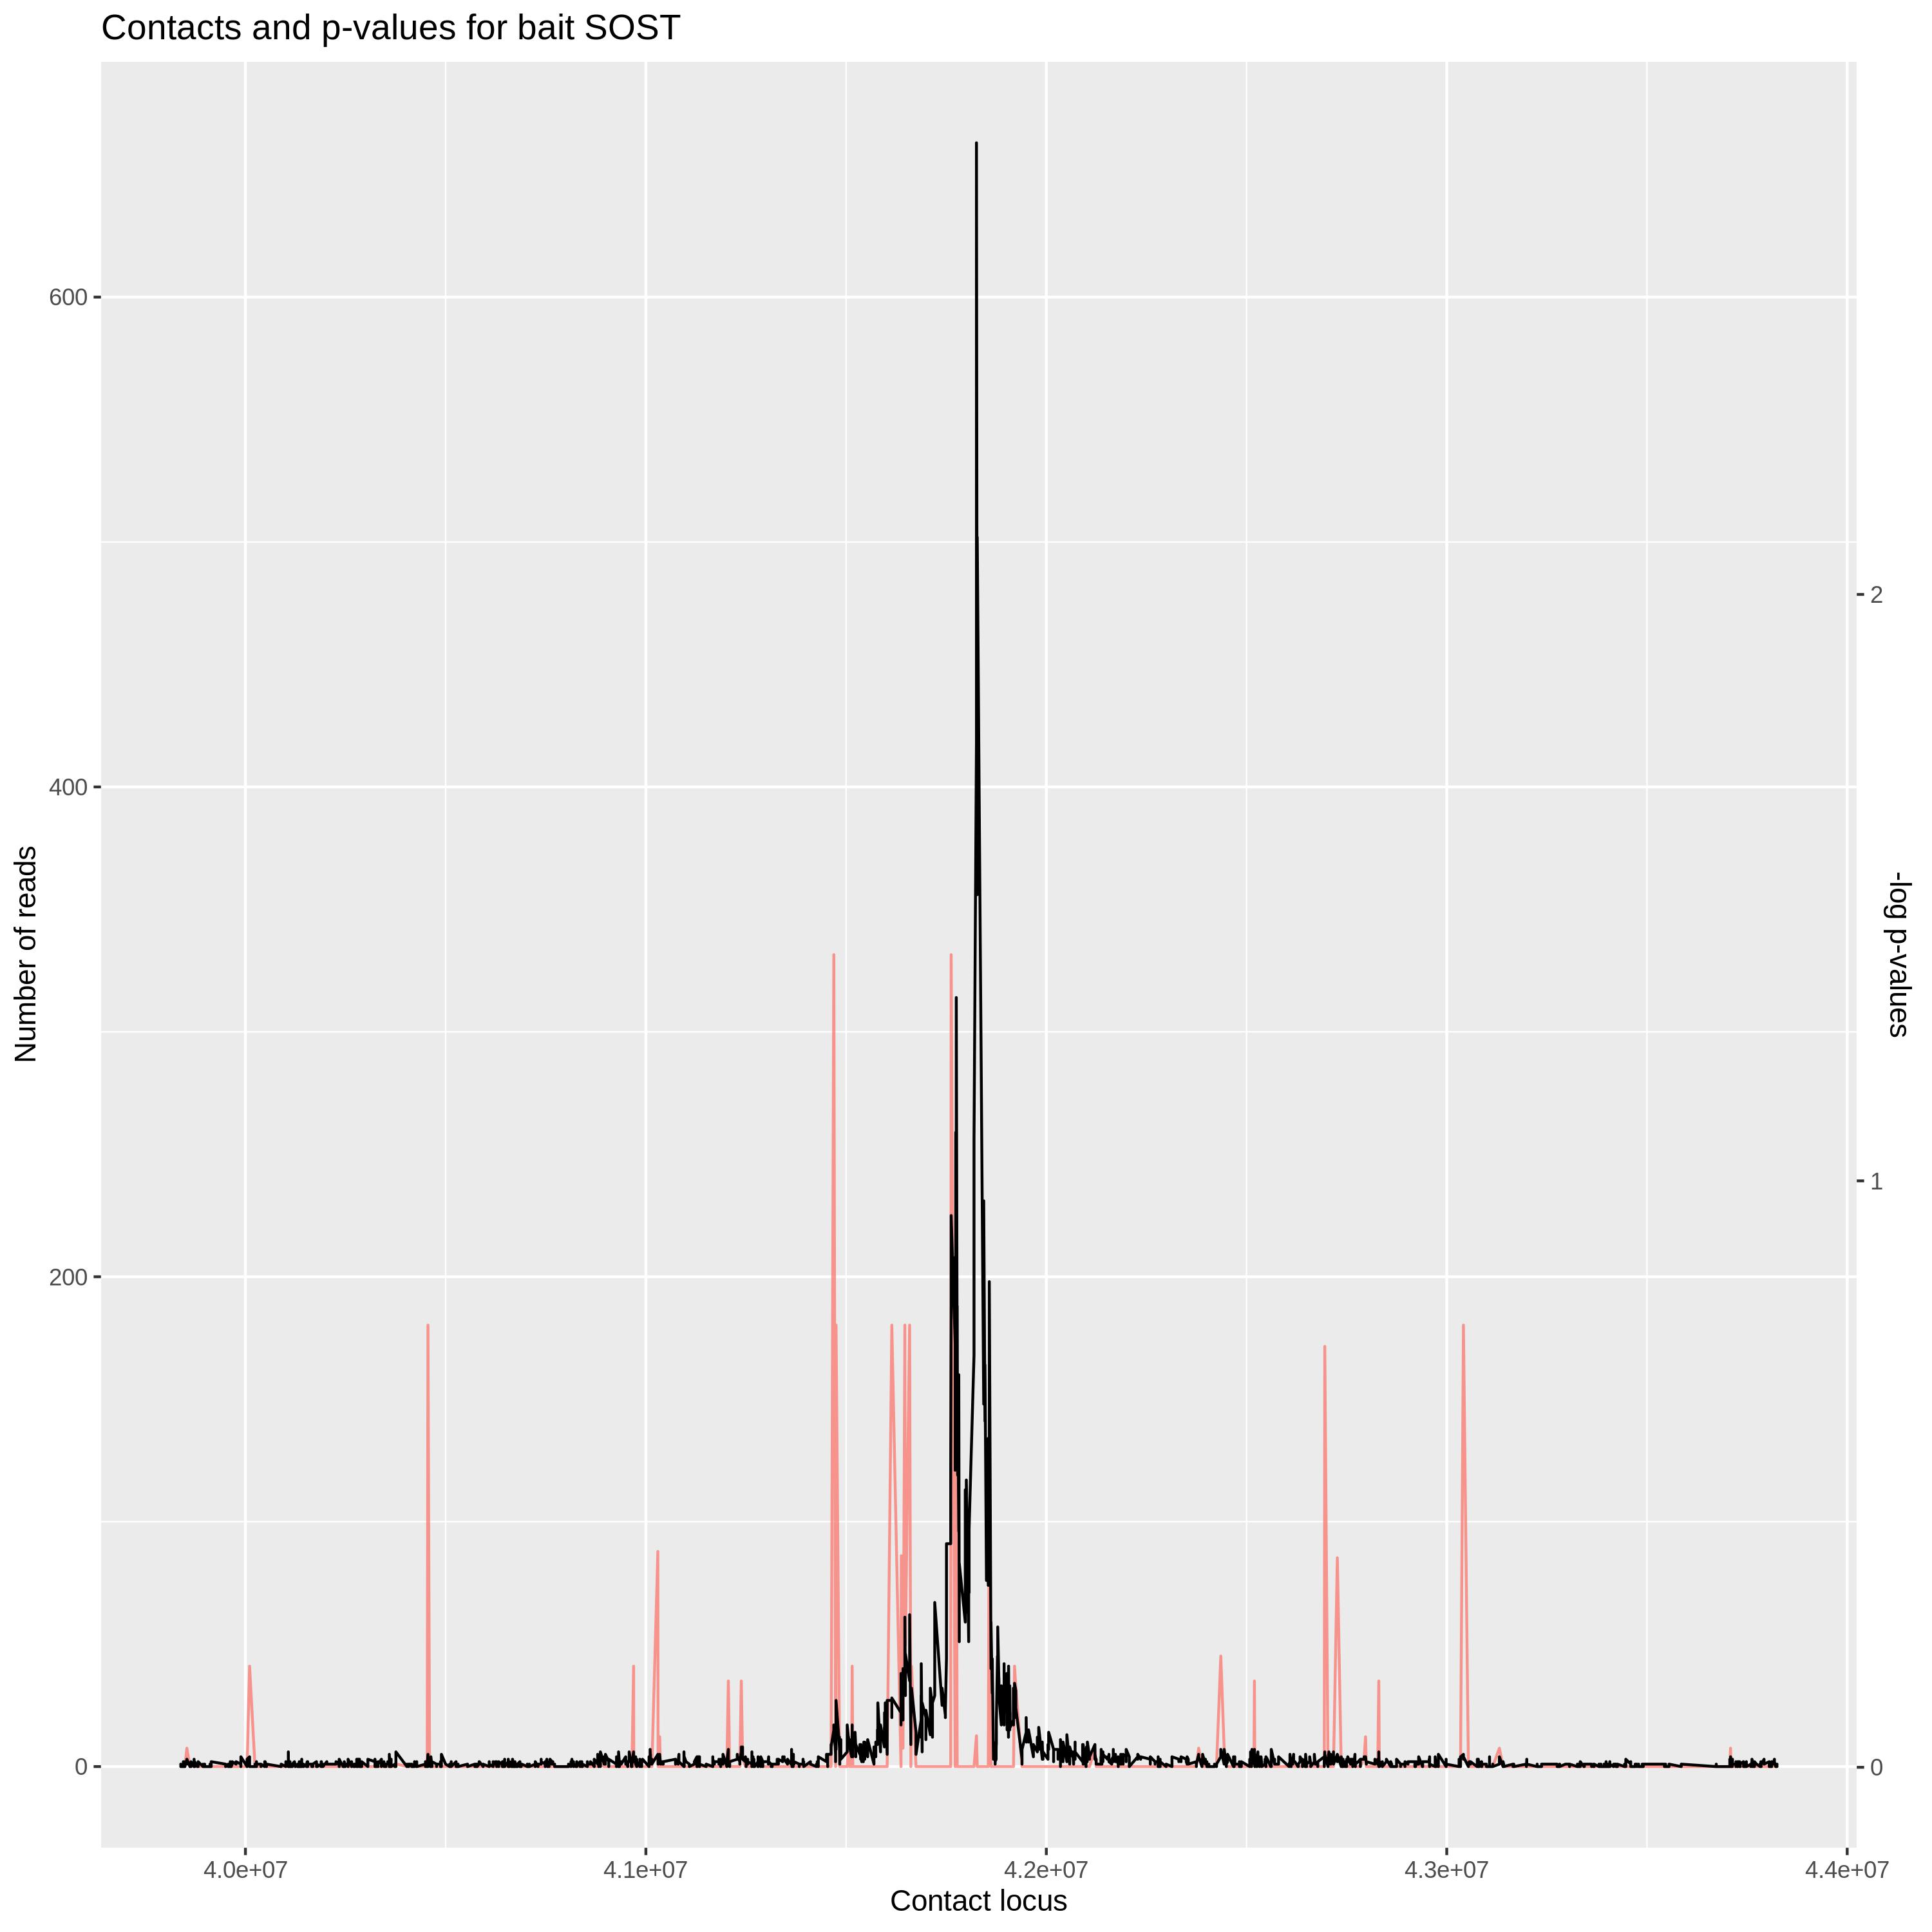 Contacts and p-values for bait SOST
Number of reads
600
400
200
0
-log p-values
2
1
0
4.0e+07
4.1e+07
4.2e+07
4.3e+07
4.4e+07
Contact locus